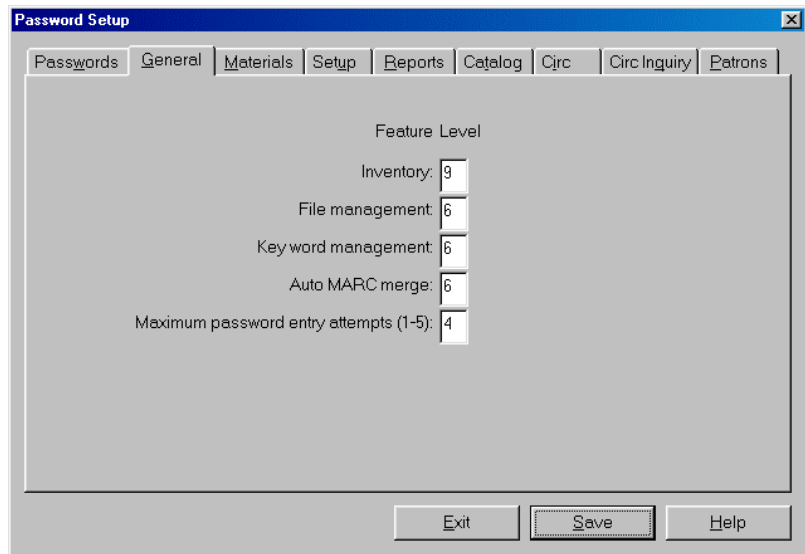 Password Setup
Passwords General Materials Setup Reports Catalog Circ Circ Inquiry Patrons
Feature Level
Inventory: 9
File management: 6
Key word management: 6
Auto MARC merge: 6
Maximum password entry attempts (1-5): 4
Exit Save Help